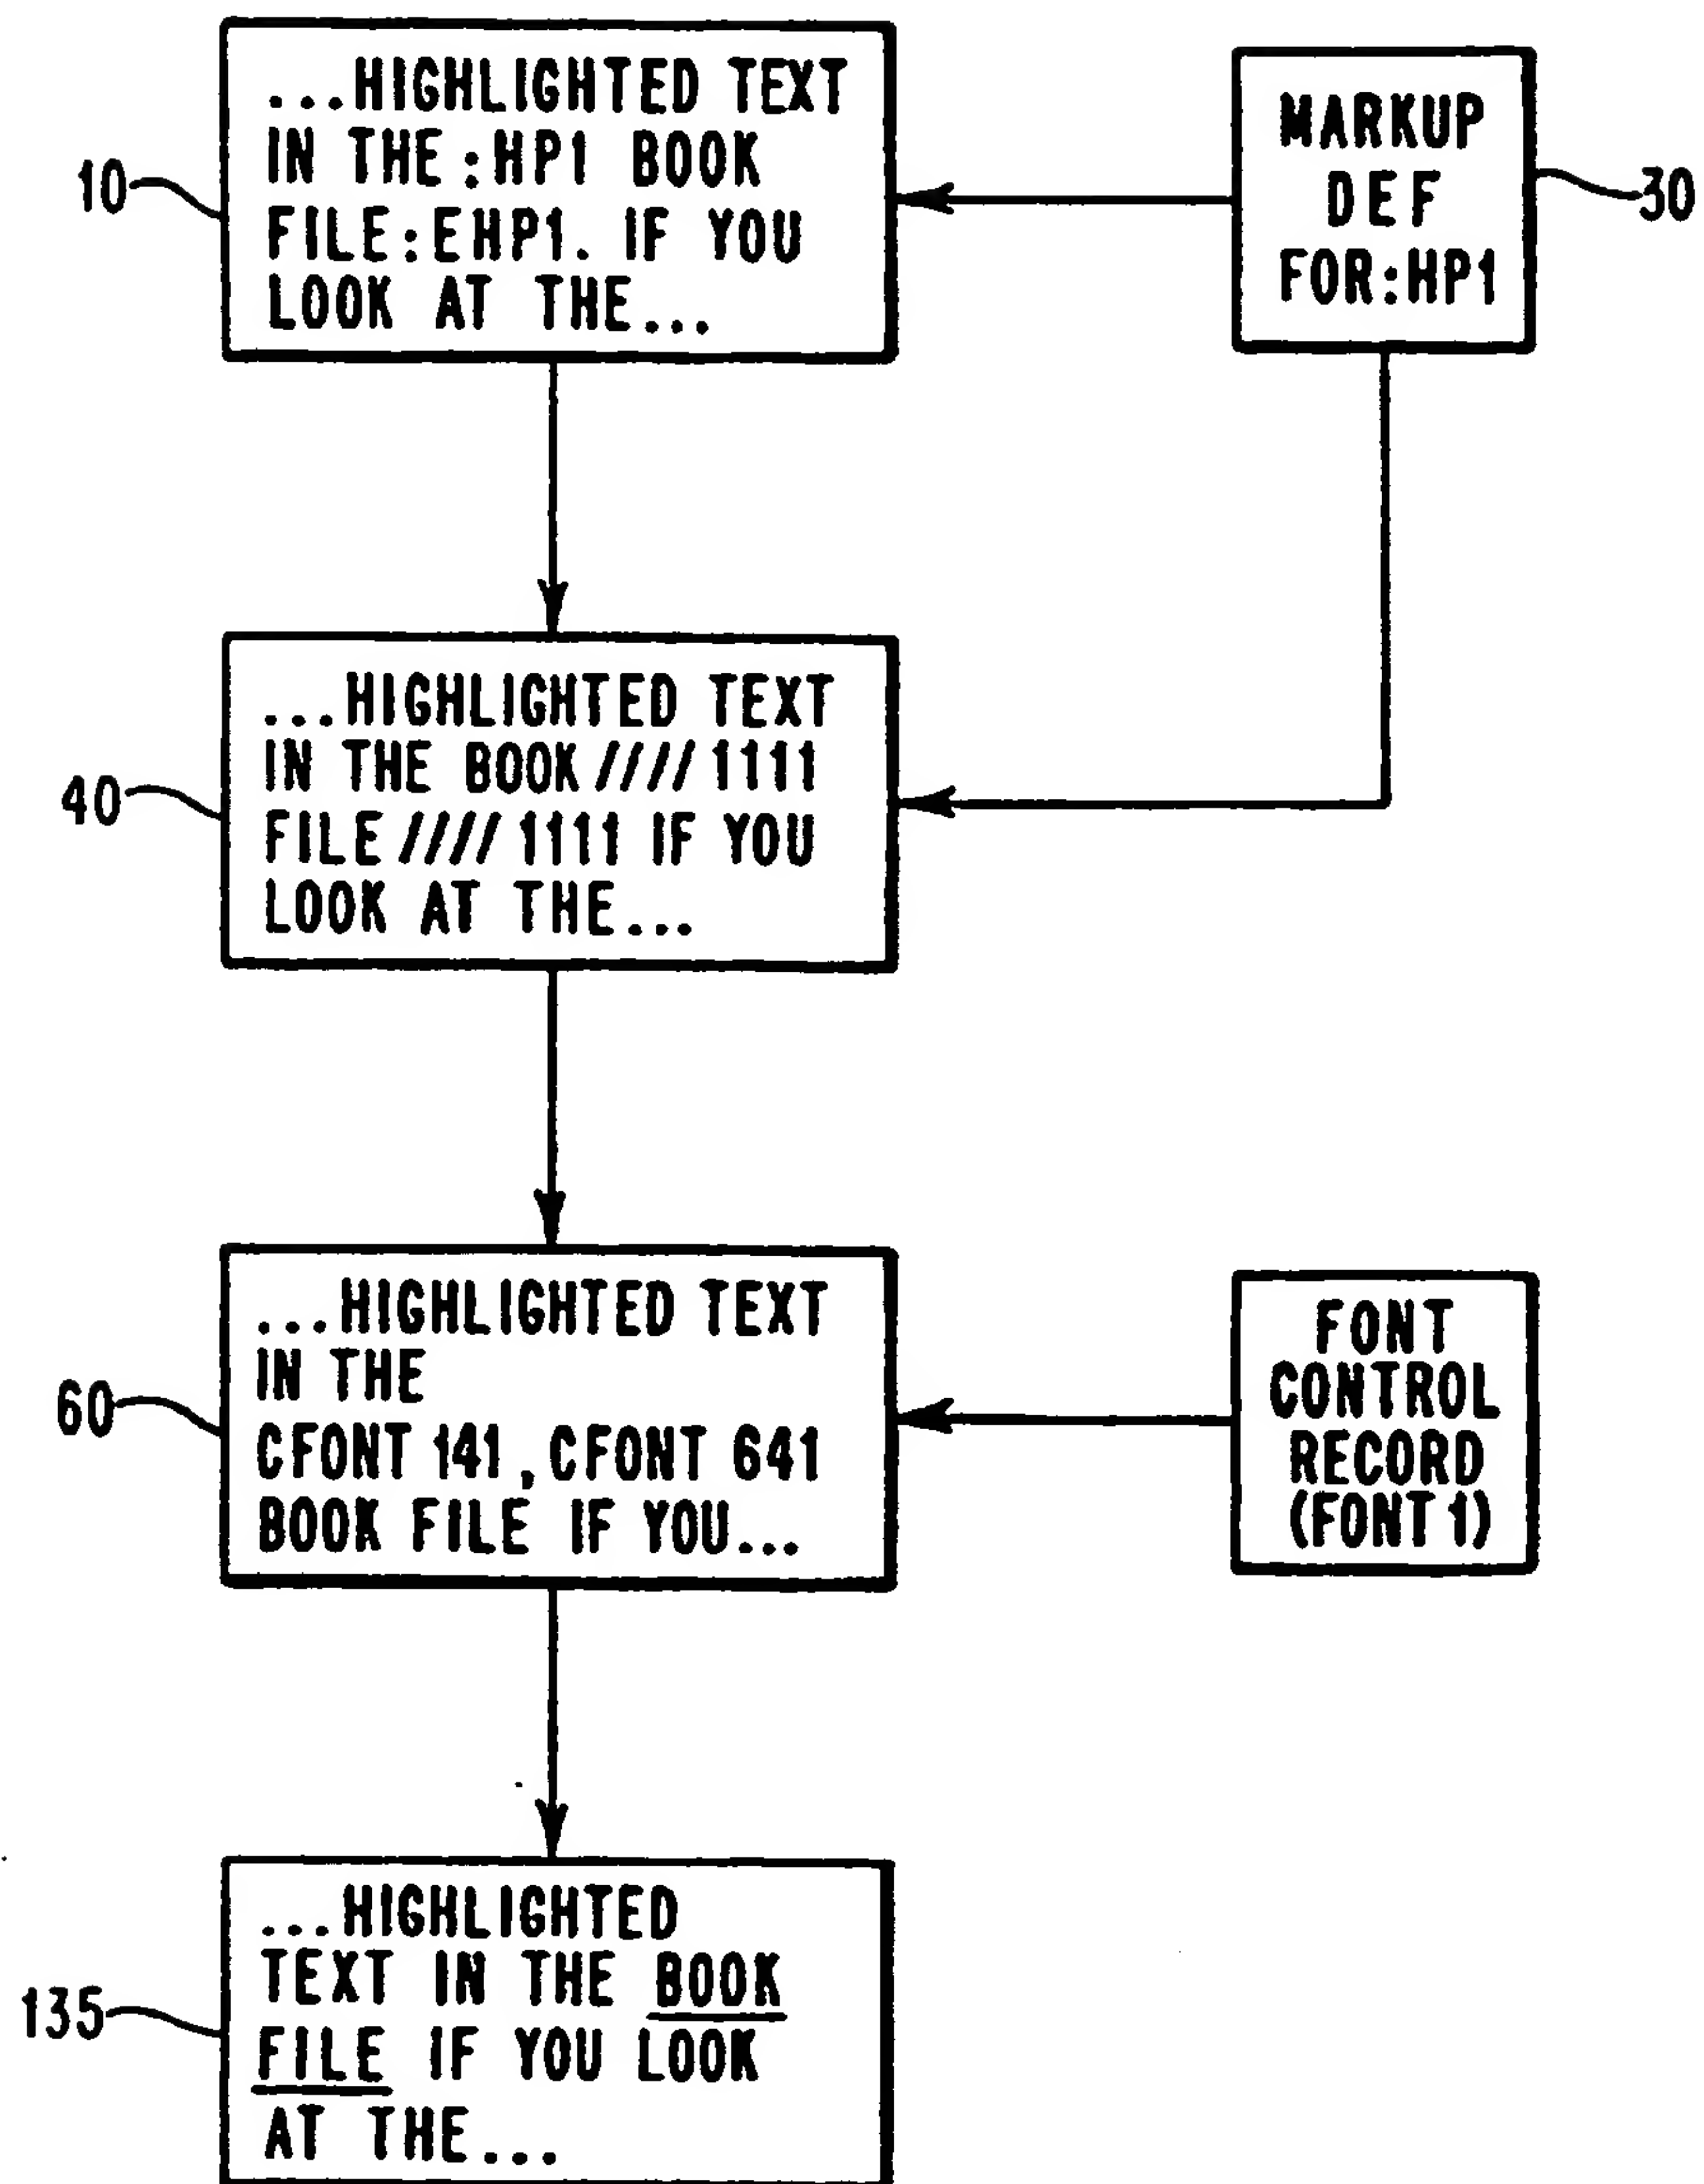 ...HIGHLIGHTED TEXT
IN THE :HP1 BOOK
FILE:EHP1. IF YOU
LOOK AT THE...
10
MARKUP
DEF
FOR:HP1
30
...HIGHLIGHTED TEXT
IN THE BOOK //// 1111
FILE //// 1111 IF YOU
LOOK AT THE...
40
...HIGHLIGHTED TEXT
IN THE
CFONT 141, CFONT 641
BOOK FILE IF YOU...
60
FONT
CONTROL
RECORD
(FONT 1)
...HIGHLIGHTED
TEXT IN THE BOOK
FILE IF YOU LOOK
AT THE...
135